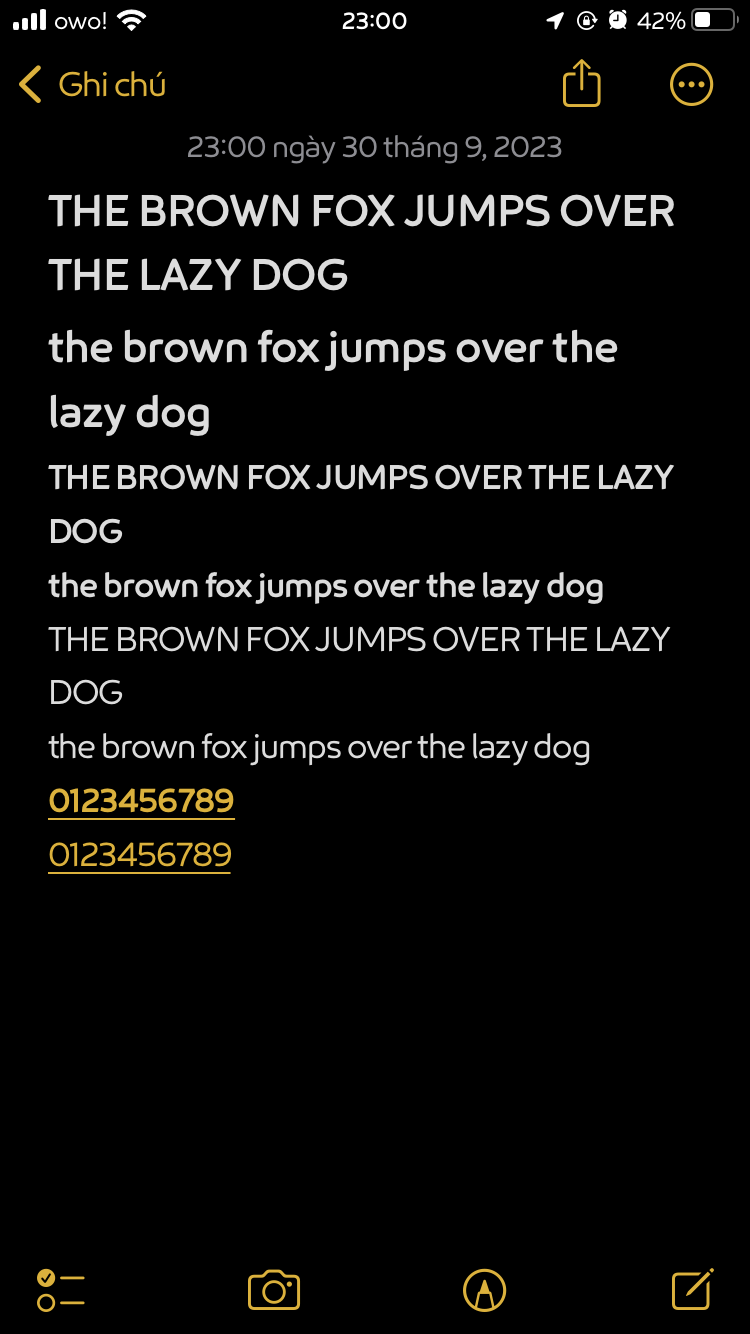 owo! 23:00 42%
Ghi chú
23:00 ngày 30 tháng 9, 2023
THE BROWN FOX JUMPS OVER
THE LAZY DOG
the brown fox jumps over the
lazy dog
THE BROWN FOX JUMPS OVER THE LAZY
DOG
the brown fox jumps over the lazy dog
THE BROWN FOX JUMPS OVER THE LAZY
DOG
the brown fox jumps over the lazy dog
0123456789
0123456789